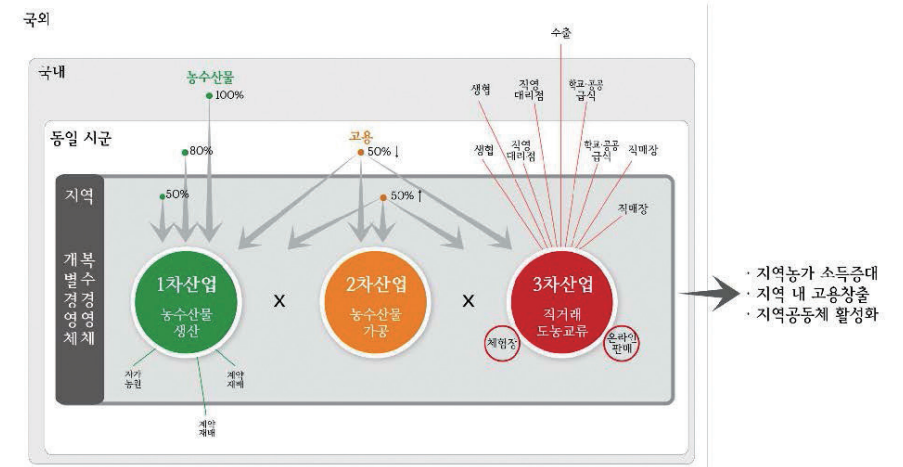 국외
국내
농수산물
100%
수출
생협
직영
대리점
학교·공공
급식
동일 시군
80%
고용
50%↓
생협
직영
대리점
학교·공공
급식
직매장
지역
50%
50%↑
직매장
개별경영체
복수경영체
1차산업
농수산물
생산
x
2차산업
농수산물
가공
x
3차산업
직거래
도농교류
체험장
온라인
판매
자가
농원
계약
재배
계약
재배
· 지역농가 소득증대
· 지역 내 고용창출
· 지역공동체 활성화